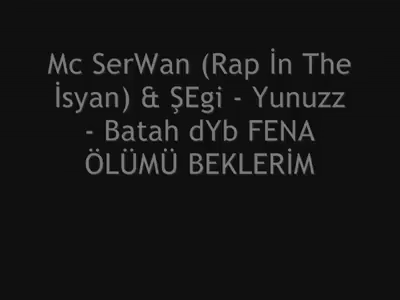 Mc SerWan (Rap İn The
İsyan) & ŞEgi - Yunuzz
- Batah dYb FENA
ÖLÜMÜ BEKLERİM